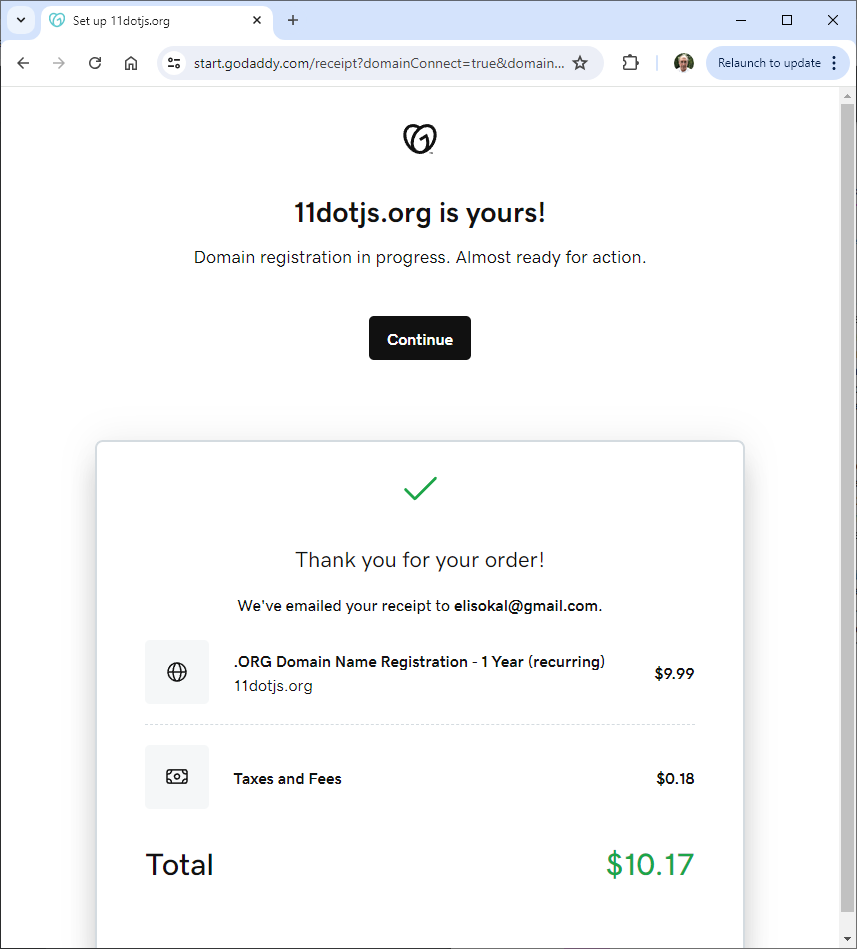 Set up 11dotjs.org
start.godaddy.com/receipt?domainConnect=true&domain...
Relaunch to update
11dotjs.org is yours!
Domain registration in progress. Almost ready for action.
Continue
Thank you for your order!
We've emailed your receipt to elisokal@gmail.com.
.ORG Domain Name Registration - 1 Year (recurring)
$9.99
11dotjs.org
Taxes and Fees
$0.18
Total
$10.17